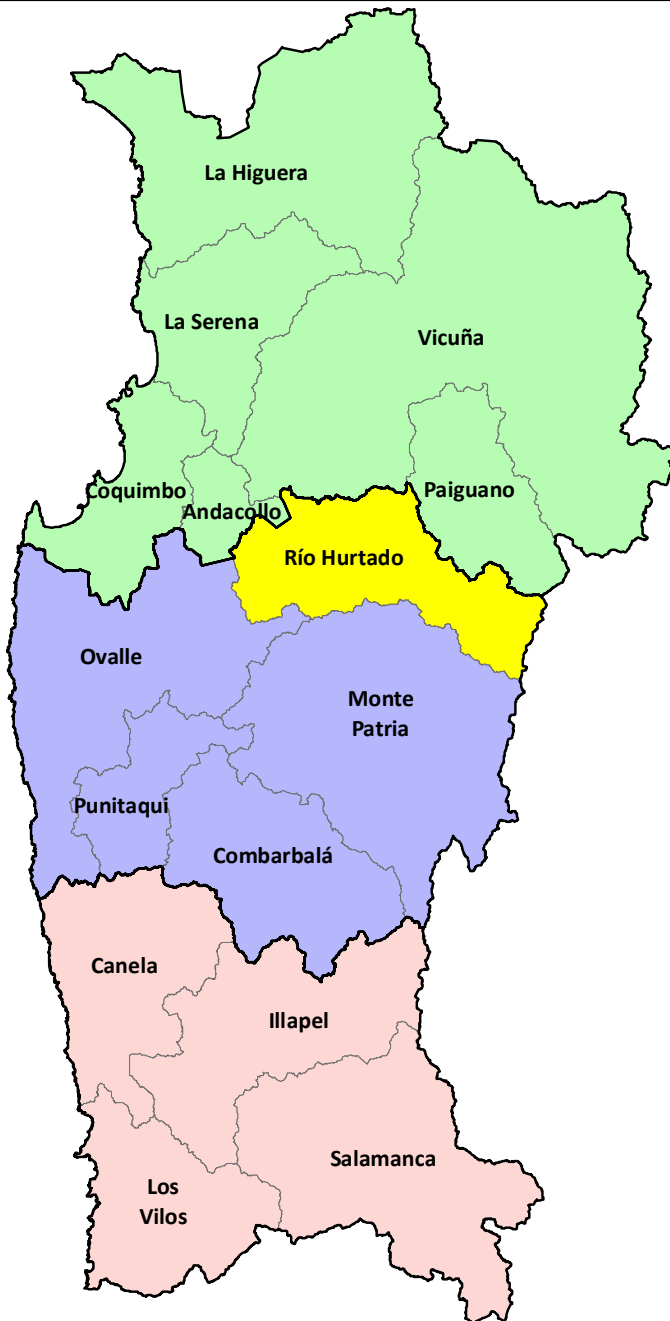 La Higuera
La Serena
Vicuña
Coquimbo
Andacollo
Paiguano
Río Hurtado
Ovalle
Monte
Patria
Punitaqui
Combarbalá
Canela
Illapel
Salamanca
Los
Vilos